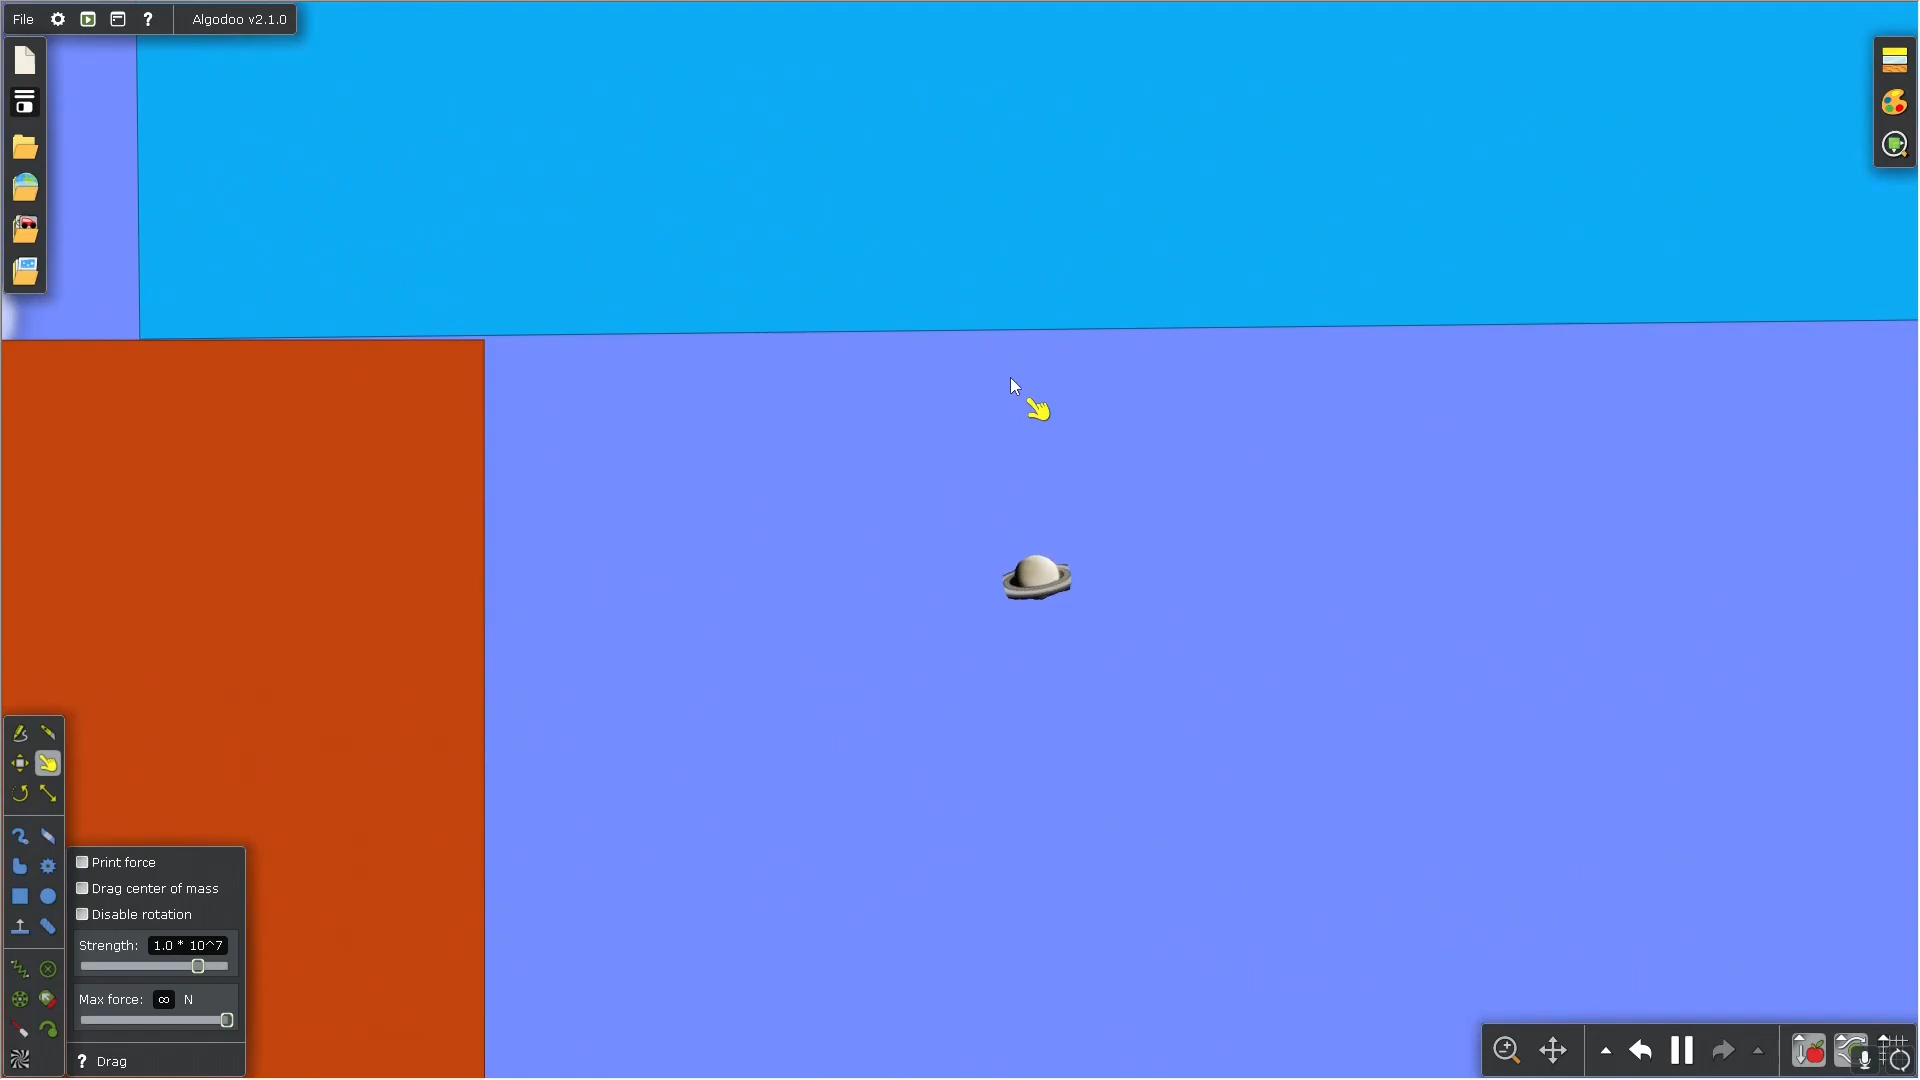 File ? Algodoo v2.1.0
Print force
Drag center of mass
Disable rotation
Strength: 1.0 * 10^7
Max force: ∞ N
? Drag